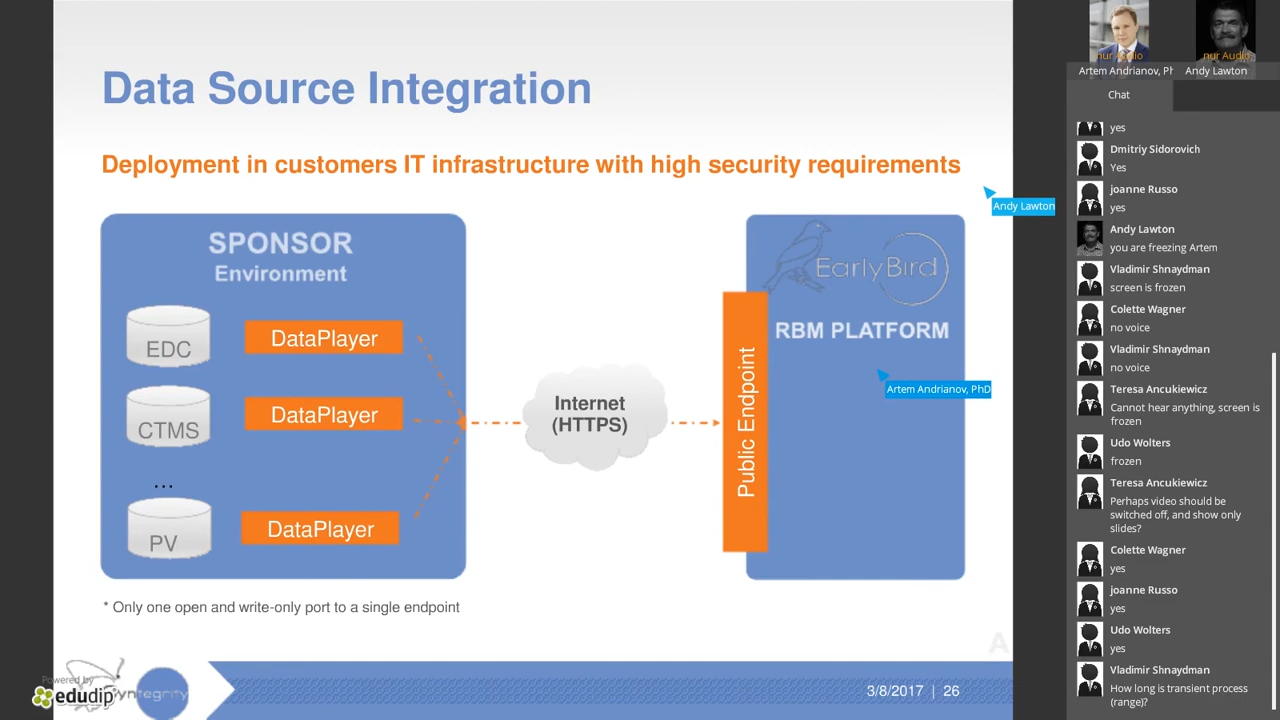 Data Source Integration
Deployment in customers IT infrastructure with high security requirements
SPONSOR
Environment
EDC
DataPlayer
CTMS
DataPlayer
...
PV
DataPlayer
Internet
(HTTPS)
Public Endpoint
EarlyBird
RBM PLATFORM
Andy Lawton
Artem Andrianov, PhD
* Only one open and write-only port to a single endpoint
A
Powered by
edudip
yntegrity
3/8/2017 | 26
nur Audio
Artem Andrianov, Ph
nur Audio
Andy Lawton
Chat
yes
Dmitriy Sidorovich
Yes
joanne Russo
yes
Andy Lawton
you are freezing Artem
Vladimir Shnaydman
screen is frozen
Colette Wagner
no voice
Vladimir Shnaydman
no voice
Teresa Ancukiewicz
Cannot hear anything, screen is
frozen
Udo Wolters
frozen
Teresa Ancukiewicz
Perhaps video should be
switched off, and show only
slides?
Colette Wagner
yes
joanne Russo
yes
Udo Wolters
yes
Vladimir Shnaydman
How long is transient process
(range)?